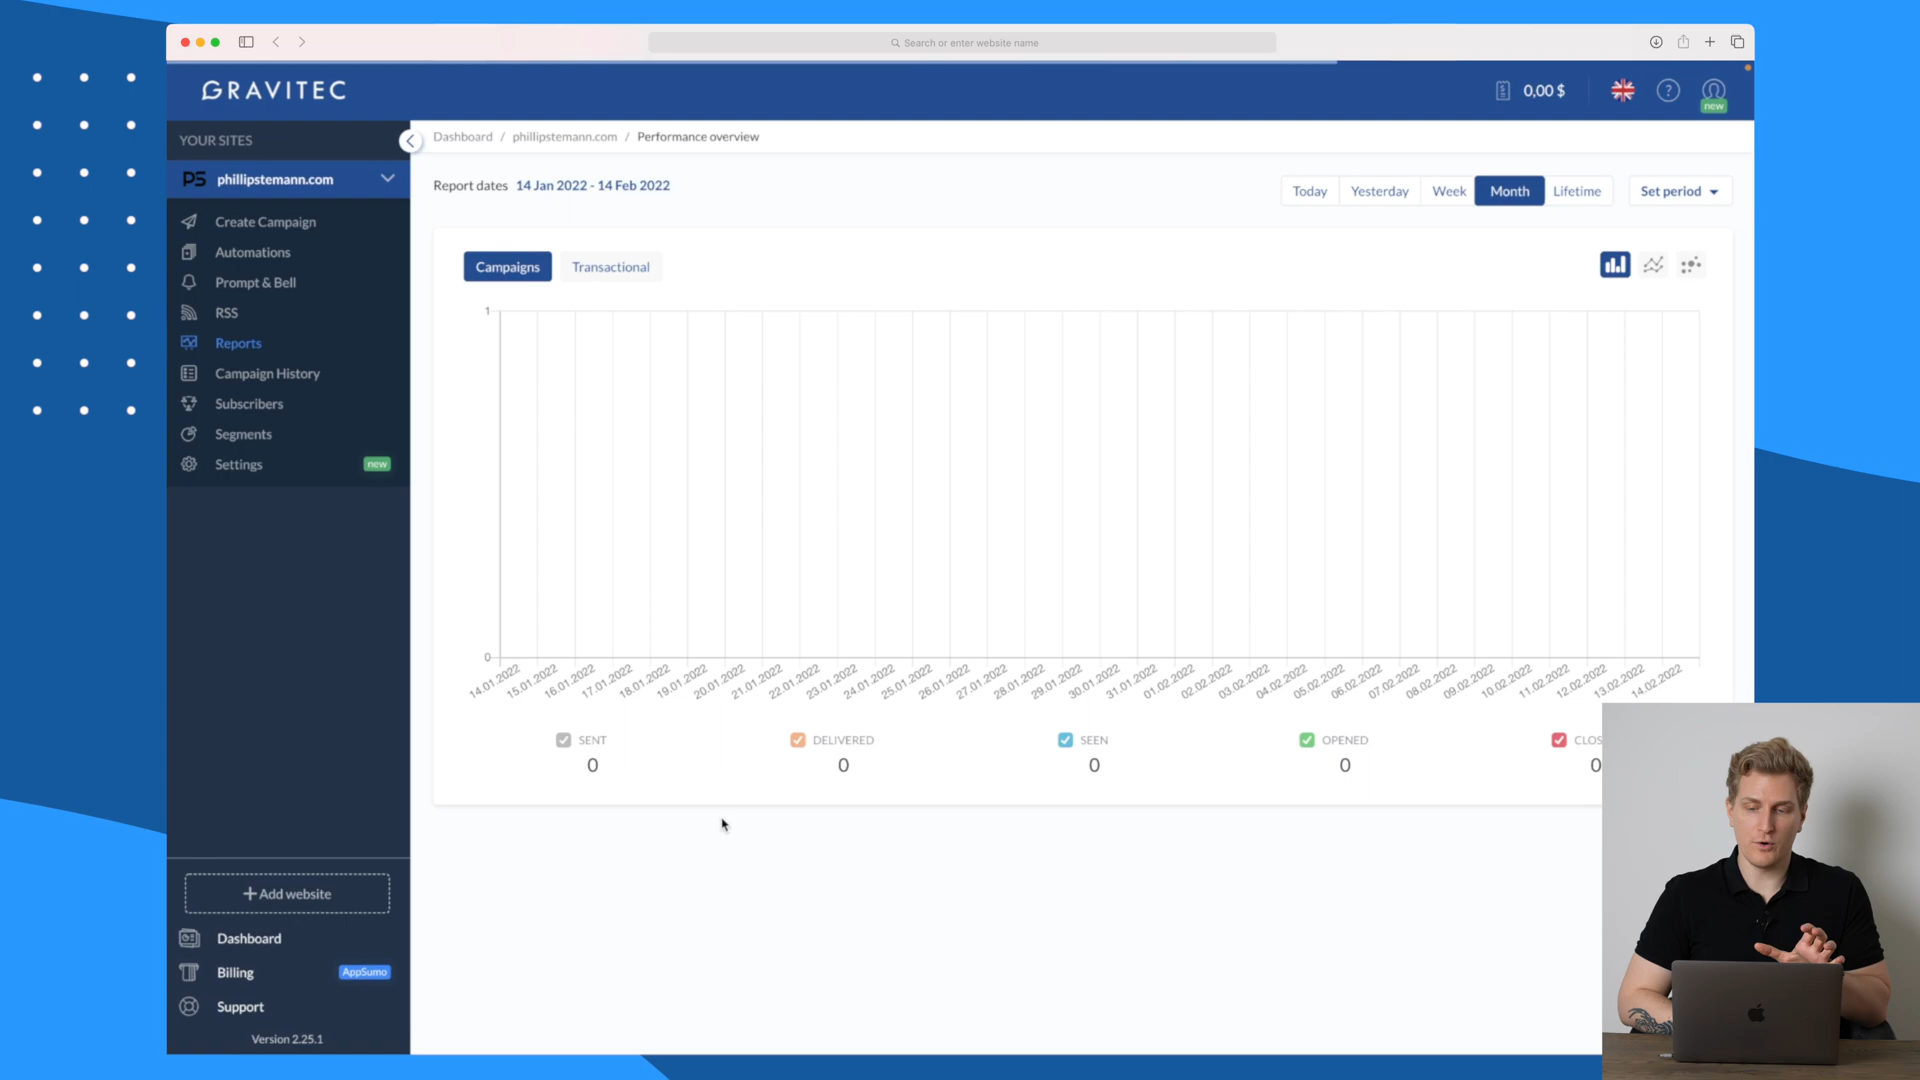 Search or enter website name
GRAVITEC
0,00 $
?
new
YOUR SITES
Dashboard / phillipstemann.com / Performance overview
PS phillipstemann.com
Report dates 14 Jan 2022 - 14 Feb 2022
Today Yesterday Week Month Lifetime Set period
Create Campaign
Automations
Prompt & Bell
RSS
Reports
Campaign History
Subscribers
Segments
Settings new
Campaigns Transactional
1
0
14.01.2022 15.01.2022 16.01.2022 17.01.2022 18.01.2022 19.01.2022 20.01.2022 21.01.2022 22.01.2022 23.01.2022 24.01.2022 25.01.2022 26.01.2022 27.01.2022 28.01.2022 29.01.2022 30.01.2022 31.01.2022 01.02.2022 02.02.2022 03.02.2022 04.02.2022 05.02.2022 06.02.2022 07.02.2022 08.02.2022 09.02.2022 10.02.2022 11.02.2022 12.02.2022 13.02.2022 14.02.2022
SENT DELIVERED SEEN OPENED CLOS
0 0 0 0 0
+ Add website
Dashboard
Billing AppSumo
Support
Version 2.25.1